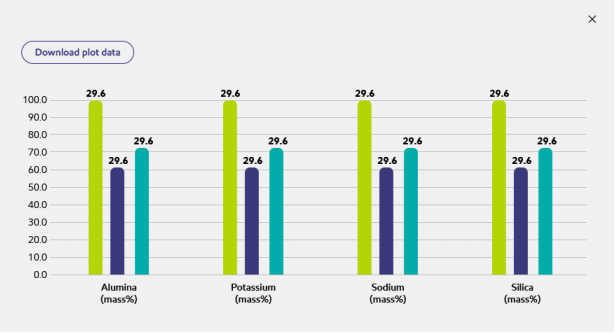 ×
Download plot data
29.6 29.6 29.6 29.6
100.0
90.0
80.0
29.6 29.6 29.6 29.6
70.0
29.6 29.6 29.6 29.6
60.0
50.0
40.0
30.0
20.0
10.0
0.0
Alumina Potassium Sodium Silica
(mass%) (mass%) (mass%) (mass%)